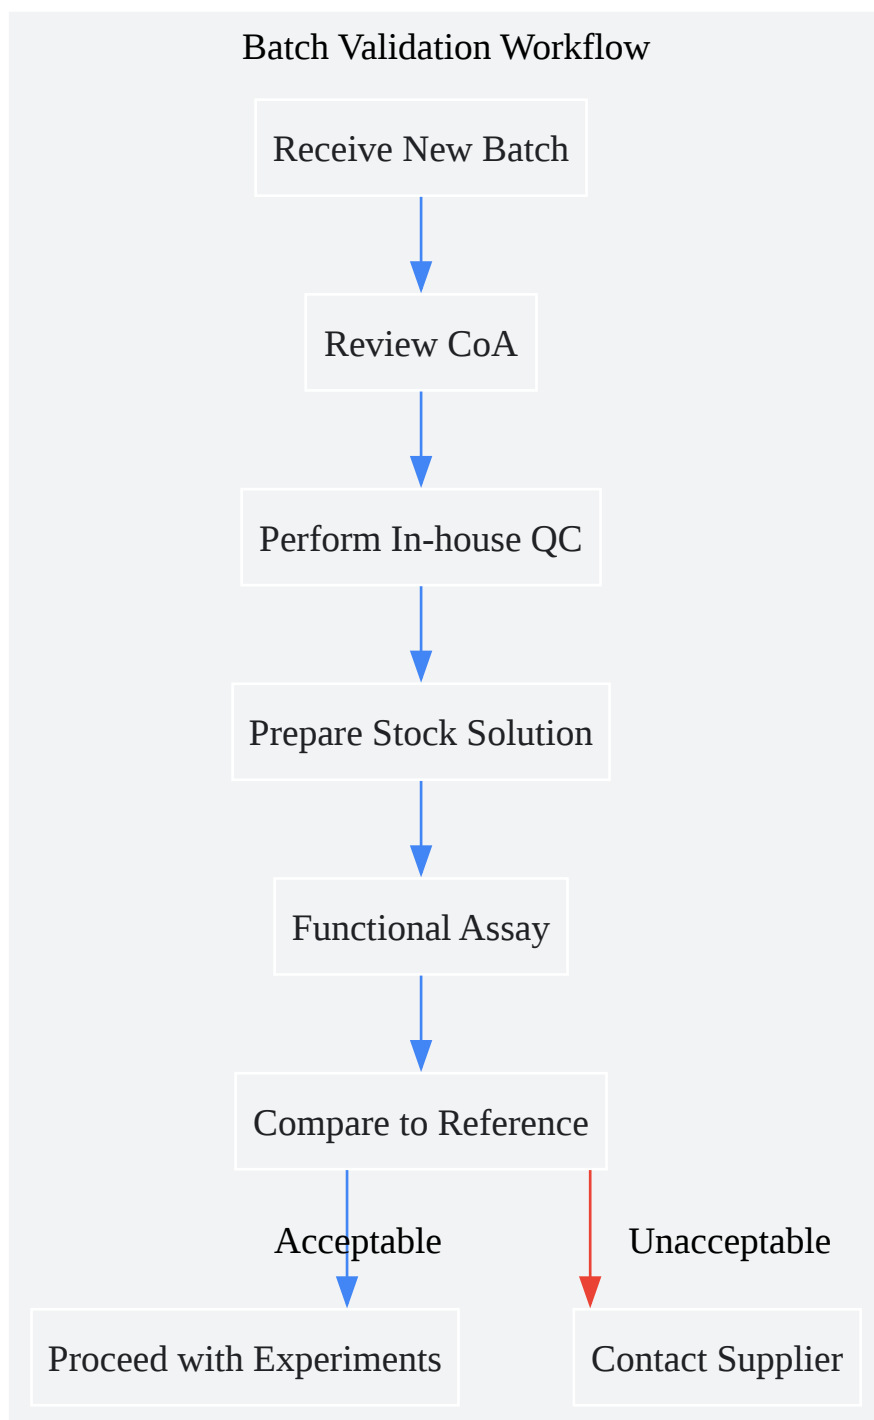 Batch Validation Workflow
Receive New Batch
Review CoA
Perform In-house QC
Prepare Stock Solution
Functional Assay
Compare to Reference
Acceptable
Unacceptable
Proceed with Experiments
Contact Supplier